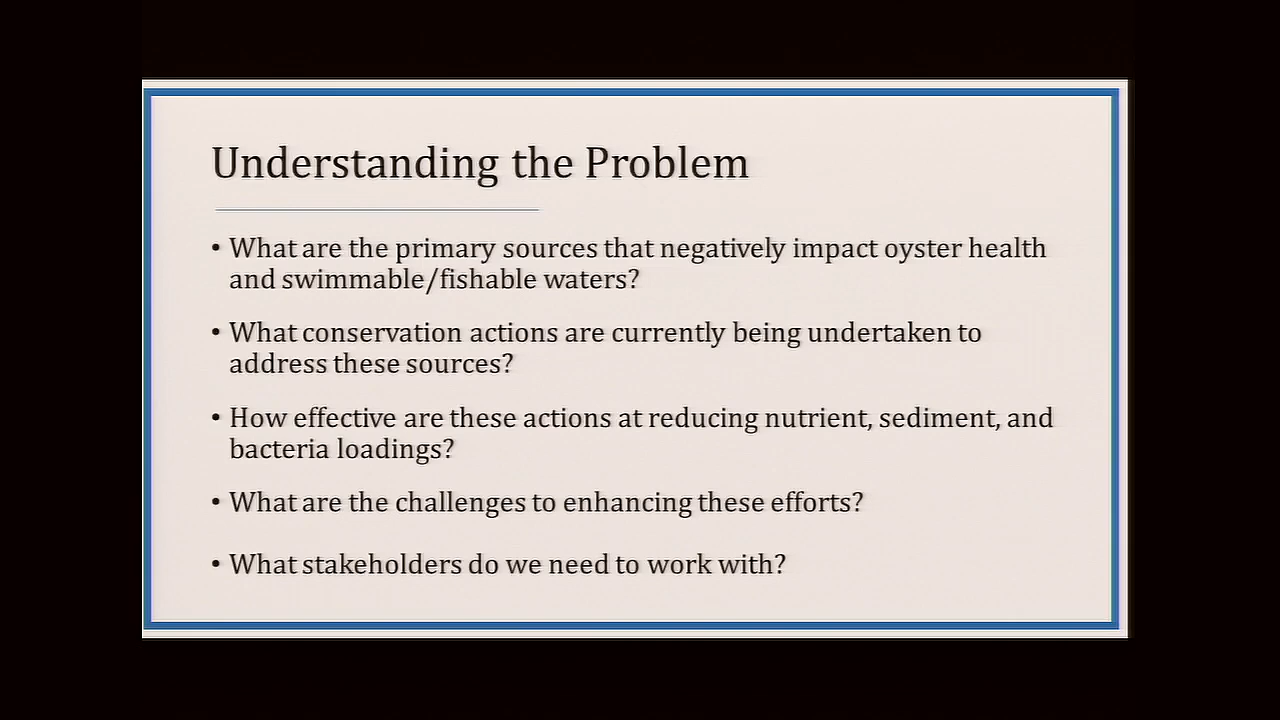 Understanding the Problem
• What are the primary sources that negatively impact oyster health
and swimmable/fishable waters?
• What conservation actions are currently being undertaken to
address these sources?
• How effective are these actions at reducing nutrient, sediment, and
bacteria loadings?
• What are the challenges to enhancing these efforts?
• What stakeholders do we need to work with?